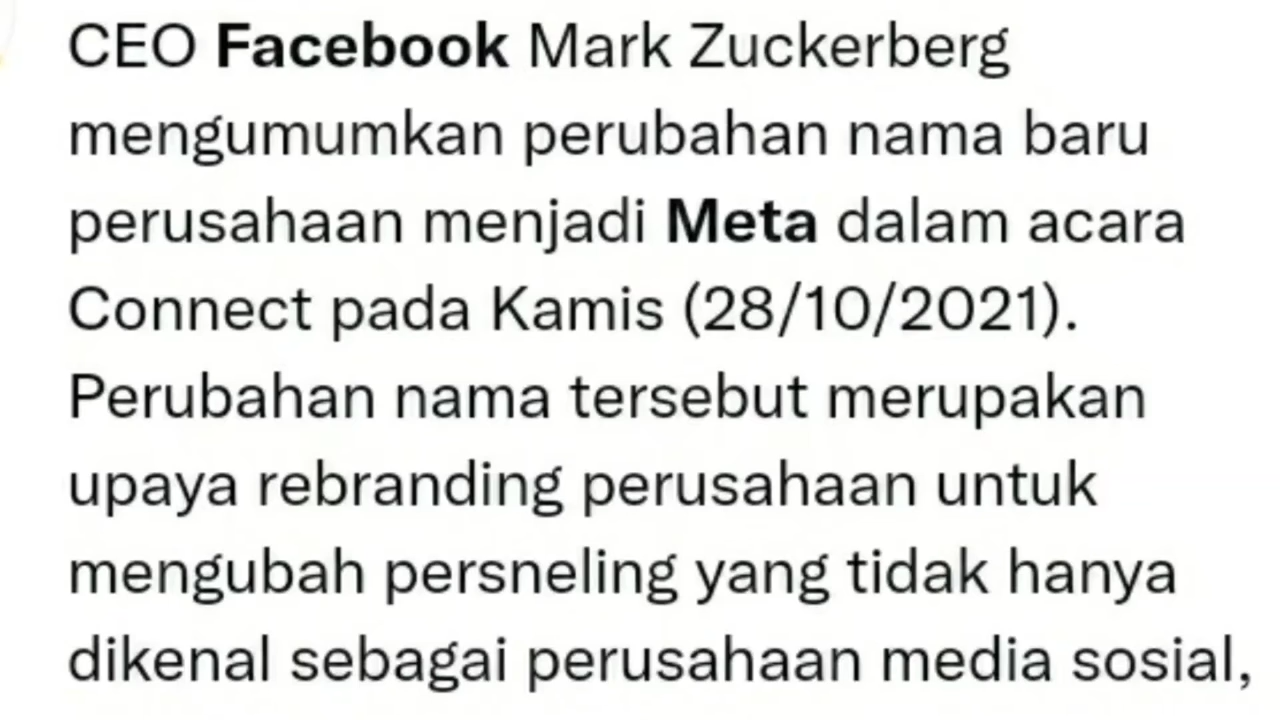 CEO Facebook Mark Zuckerberg
mengumumkan perubahan nama baru
perusahaan menjadi Meta dalam acara
Connect pada Kamis (28/10/2021).
Perubahan nama tersebut merupakan
upaya rebranding perusahaan untuk
mengubah persneling yang tidak hanya
dikenal sebagai perusahaan media sosial,